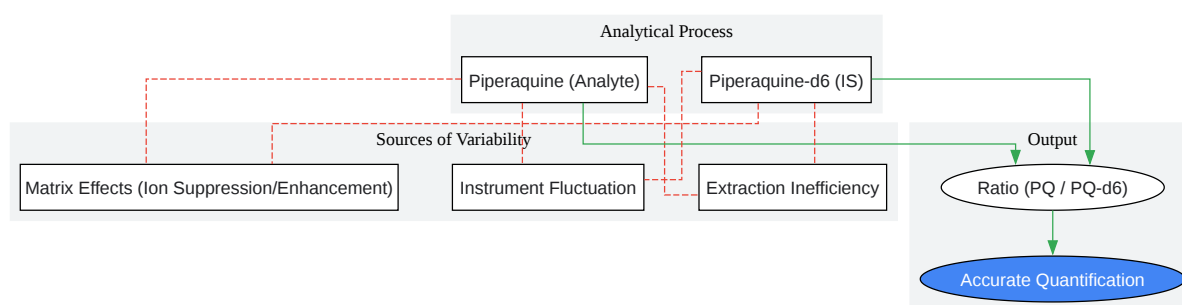 Analytical Process
Piperaquine (Analyte)
Piperaquine-d6 (IS)
Sources of Variability
Output
Matrix Effects (Ion Suppression/Enhancement)
Instrument Fluctuation
Extraction Inefficiency
Ratio (PQ / PQ-d6)
Accurate Quantification